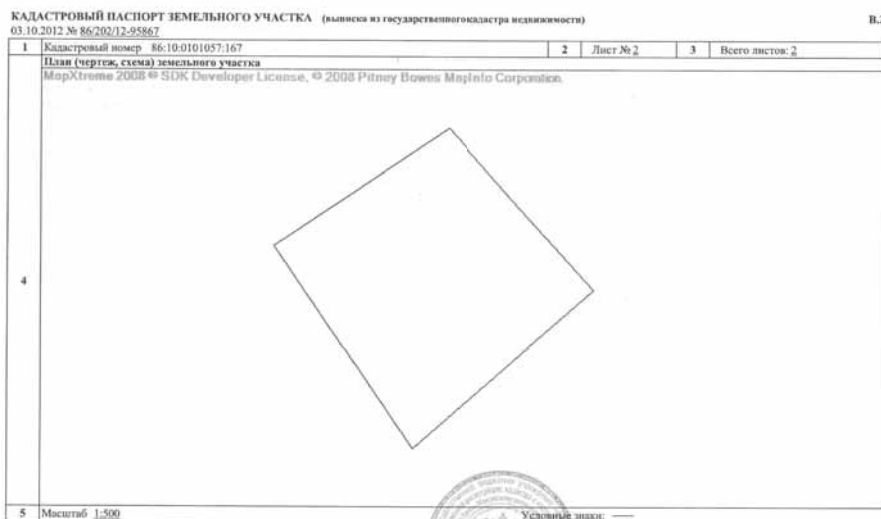 КАДАСТРОВЫЙ ПАСПОРТ ЗЕМЕЛЬНОГО УЧАСТКА (выписка из государственногокадастра недвижимости) В.2
03.10.2012 № 86/202/12-95867
1 Кадастровый номер 86:10:0101057:167 2 Лист № 2 3 Всего листов: 2
План (чертеж, схема) земельного участка
MapXtreme 2008 ® SDK Developer License, © 2008 Pitney Bowes MapInfo Corporation.
4
5 Масштаб 1:500 Условные знаки: —